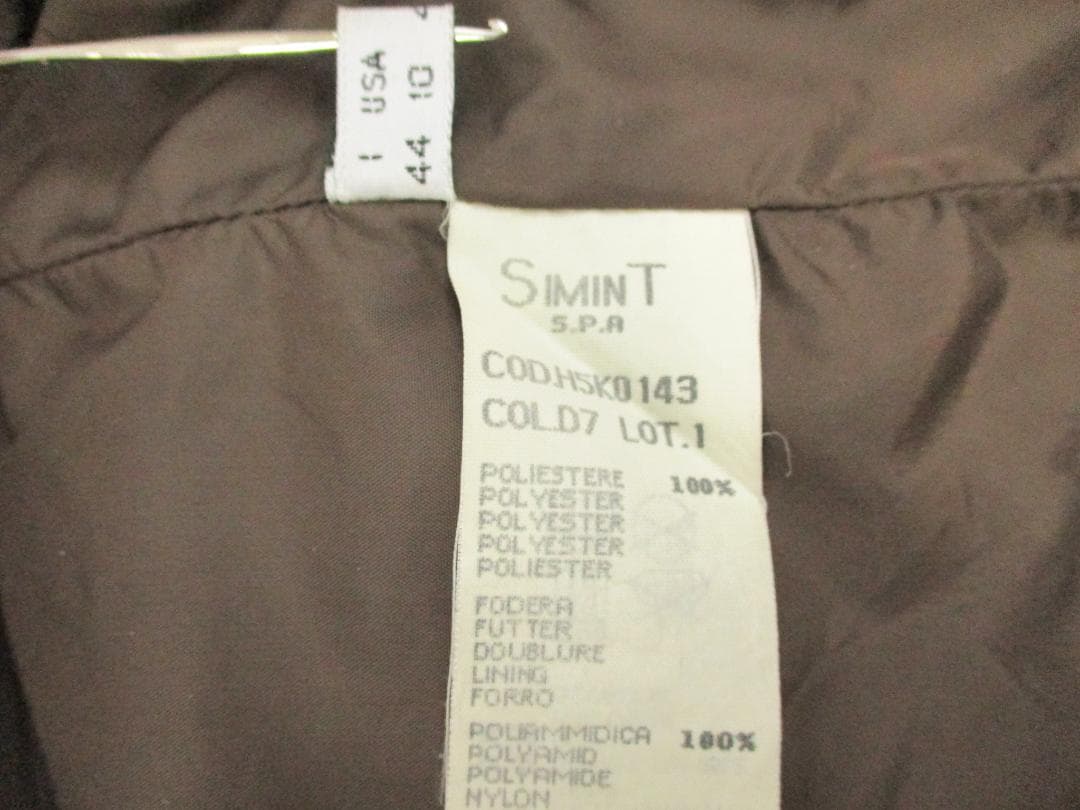 I USA
44 10
SIMINT
S.P.A
COD.H5K0143
COL.D7 LOT.1
POLIESTERE 100%
POLYESTER
POLYESTER
POLYESTER
POLIESTER
FODERA
FUTTER
DOUBLURE
LINING
FORRO
POLIAMMIDICA 100%
POLYAMID
POLYAMIDE
NYLON